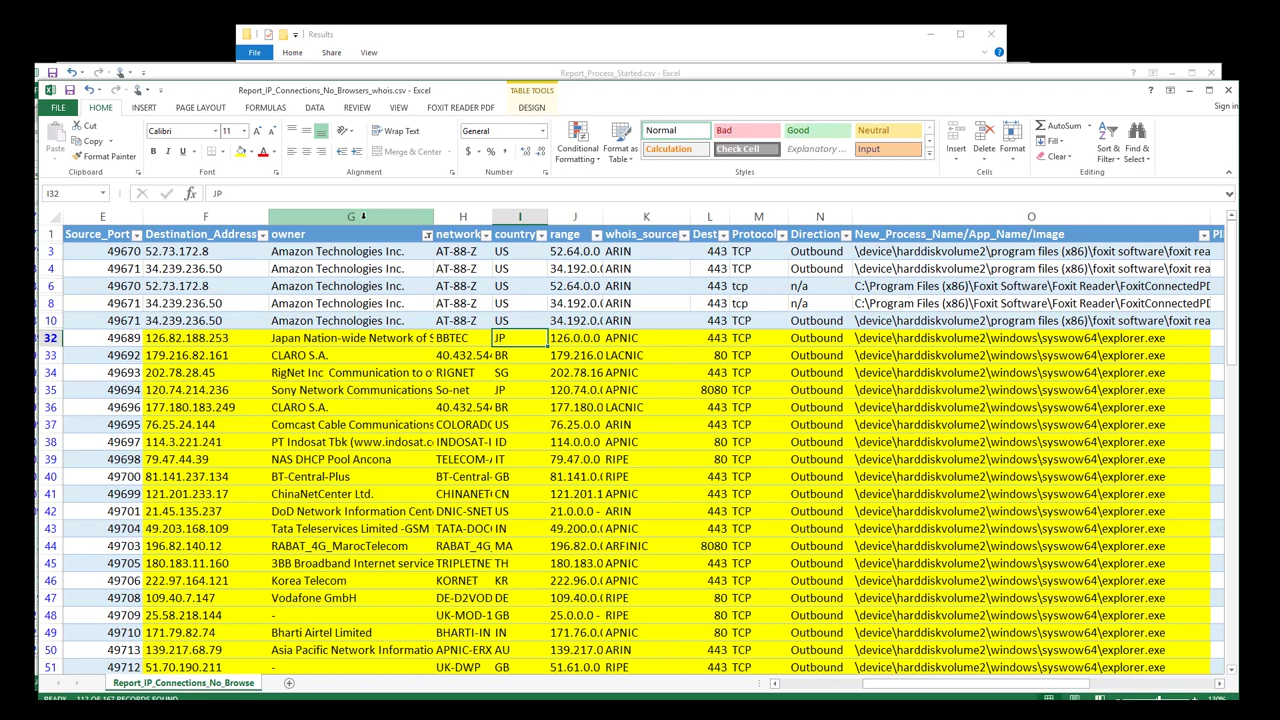 Results
File Home Share View
Report_Process_Started.csv - Excel
Report_IP_Connections_No_Browsers_whois.csv - Excel
TABLE TOOLS
FILE HOME INSERT PAGE LAYOUT FORMULAS DATA REVIEW VIEW FOXIT READER PDF DESIGN
Sign in
Paste
Cut
Copy
Format Painter
Calibri 11
Wrap Text
Merge & Center
General
Conditional Formatting
Format as Table
Normal Bad Good Neutral
Calculation Check Cell Explanatory ... Input
Insert Delete Format
AutoSum
Fill
Clear
Sort & Filter
Find & Select
Clipboard Font Alignment Number Styles Cells Editing
I32 JP
E F G H I J K L M N O
1 Source_Port Destination_Address owner network country range whois_source Dest Protocol Direction New_Process_Name/App_Name/Image
3 49670 52.73.172.8 Amazon Technologies Inc. AT-88-Z US 52.64.0.0 ARIN 443 TCP Outbound \device\harddiskvolume2\program files (x86)\foxit software\foxit rea
4 49671 34.239.236.50 Amazon Technologies Inc. AT-88-Z US 34.192.0.0 ARIN 443 TCP Outbound \device\harddiskvolume2\program files (x86)\foxit software\foxit rea
6 49670 52.73.172.8 Amazon Technologies Inc. AT-88-Z US 52.64.0.0 ARIN 443 tcp n/a C:\Program Files (x86)\Foxit Software\Foxit Reader\FoxitConnectedPD
8 49671 34.239.236.50 Amazon Technologies Inc. AT-88-Z US 34.192.0.0 ARIN 443 tcp n/a C:\Program Files (x86)\Foxit Software\Foxit Reader\FoxitConnectedPD
10 49671 34.239.236.50 Amazon Technologies Inc. AT-88-Z US 34.192.0.0 ARIN 443 TCP Outbound \device\harddiskvolume2\program files (x86)\foxit software\foxit rea
32 49689 126.82.188.253 Japan Nation-wide Network of S BBTEC JP 126.0.0.0 APNIC 443 TCP Outbound \device\harddiskvolume2\windows\syswow64\explorer.exe
33 49692 179.216.82.161 CLARO S.A. 40.432.544 BR 179.216.0 LACNIC 443 TCP Outbound \device\harddiskvolume2\windows\syswow64\explorer.exe
34 49693 202.78.28.45 RigNet Inc Communication to of RIGNET SG 202.78.16 APNIC 443 TCP Outbound \device\harddiskvolume2\windows\syswow64\explorer.exe
35 49694 120.74.214.236 Sony Network Communications So-net JP 120.74.0.0 APNIC 8080 TCP Outbound \device\harddiskvolume2\windows\syswow64\explorer.exe
36 49696 177.180.183.249 CLARO S.A. 40.432.544 BR 177.180.0 LACNIC 443 TCP Outbound \device\harddiskvolume2\windows\syswow64\explorer.exe
37 49695 76.25.24.144 Comcast Cable Communications COLORADO US 76.25.0.0 ARIN 443 TCP Outbound \device\harddiskvolume2\windows\syswow64\explorer.exe
38 49697 114.3.221.241 PT Indosat Tbk (www.indosat.co INDOSAT-I ID 114.0.0.0 APNIC 80 TCP Outbound \device\harddiskvolume2\windows\syswow64\explorer.exe
39 49698 79.47.44.39 NAS DHCP Pool Ancona TELECOM- IT 79.47.0.0 RIPE 80 TCP Outbound \device\harddiskvolume2\windows\syswow64\explorer.exe
40 49700 81.141.237.134 BT-Central-Plus BT-Central- GB 81.141.0.0 RIPE 80 TCP Outbound \device\harddiskvolume2\windows\syswow64\explorer.exe
41 49699 121.201.233.17 ChinaNetCenter Ltd. CHINANET CN 121.201.1 APNIC 443 TCP Outbound \device\harddiskvolume2\windows\syswow64\explorer.exe
42 49701 21.45.135.237 DoD Network Information Cent DNIC-SNET US 21.0.0.0 - ARIN 443 TCP Outbound \device\harddiskvolume2\windows\syswow64\explorer.exe
43 49704 49.203.168.109 Tata Teleservices Limited -GSM TATA-DOC IN 49.200.0.0 APNIC 443 TCP Outbound \device\harddiskvolume2\windows\syswow64\explorer.exe
44 49703 196.82.140.12 RABAT_4G_MarocTelecom RABAT_4G_ MA 196.82.0.0 ARFINIC 8080 TCP Outbound \device\harddiskvolume2\windows\syswow64\explorer.exe
45 49705 180.183.11.160 3BB Broadband Internet service TRIPLETNE TH 180.183.0 APNIC 443 TCP Outbound \device\harddiskvolume2\windows\syswow64\explorer.exe
46 49706 222.97.164.121 Korea Telecom KORNET KR 222.96.0.0 APNIC 443 TCP Outbound \device\harddiskvolume2\windows\syswow64\explorer.exe
47 49708 109.40.7.147 Vodafone GmbH DE-D2VOD DE 109.40.0.0 RIPE 80 TCP Outbound \device\harddiskvolume2\windows\syswow64\explorer.exe
48 49709 25.58.218.144 - UK-MOD-1 GB 25.0.0.0 - RIPE 443 TCP Outbound \device\harddiskvolume2\windows\syswow64\explorer.exe
49 49710 171.79.82.74 Bharti Airtel Limited BHARTI-IN IN 171.76.0.0 APNIC 80 TCP Outbound \device\harddiskvolume2\windows\syswow64\explorer.exe
50 49713 139.217.68.79 Asia Pacific Network Informatio APNIC-ERX AU 139.217.0 ARIN 443 TCP Outbound \device\harddiskvolume2\windows\syswow64\explorer.exe
51 49712 51.70.190.211 - UK-DWP GB 51.61.0.0 RIPE 443 TCP Outbound \device\harddiskvolume2\windows\syswow64\explorer.exe
Report_IP_Connections_No_Browse
READY 112 OF 167 RECORDS FOUND 130%